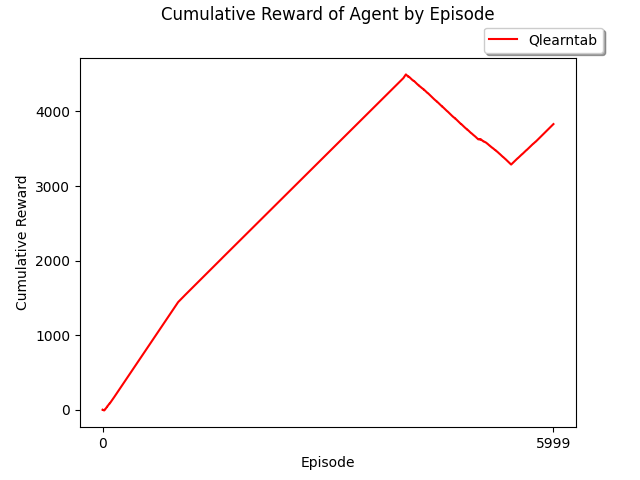 Cumulative Reward of Agent by Episode
Qlearntab
4000
3000
2000
1000
0
Cumulative Reward
0
5999
Episode